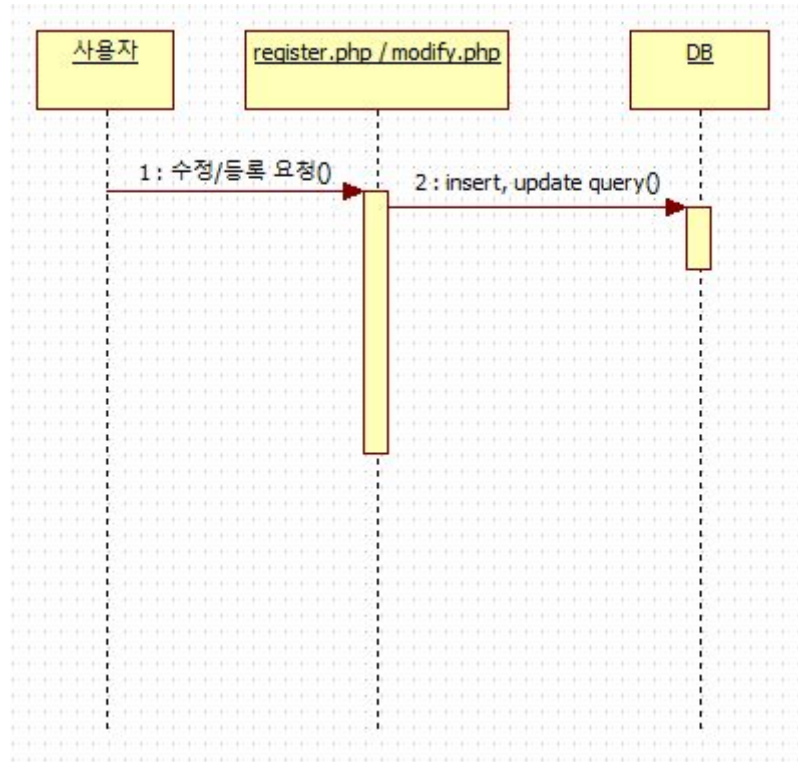 사용자
register.php / modify.php
DB
1 : 수정/등록 요청()
2 : insert, update query()